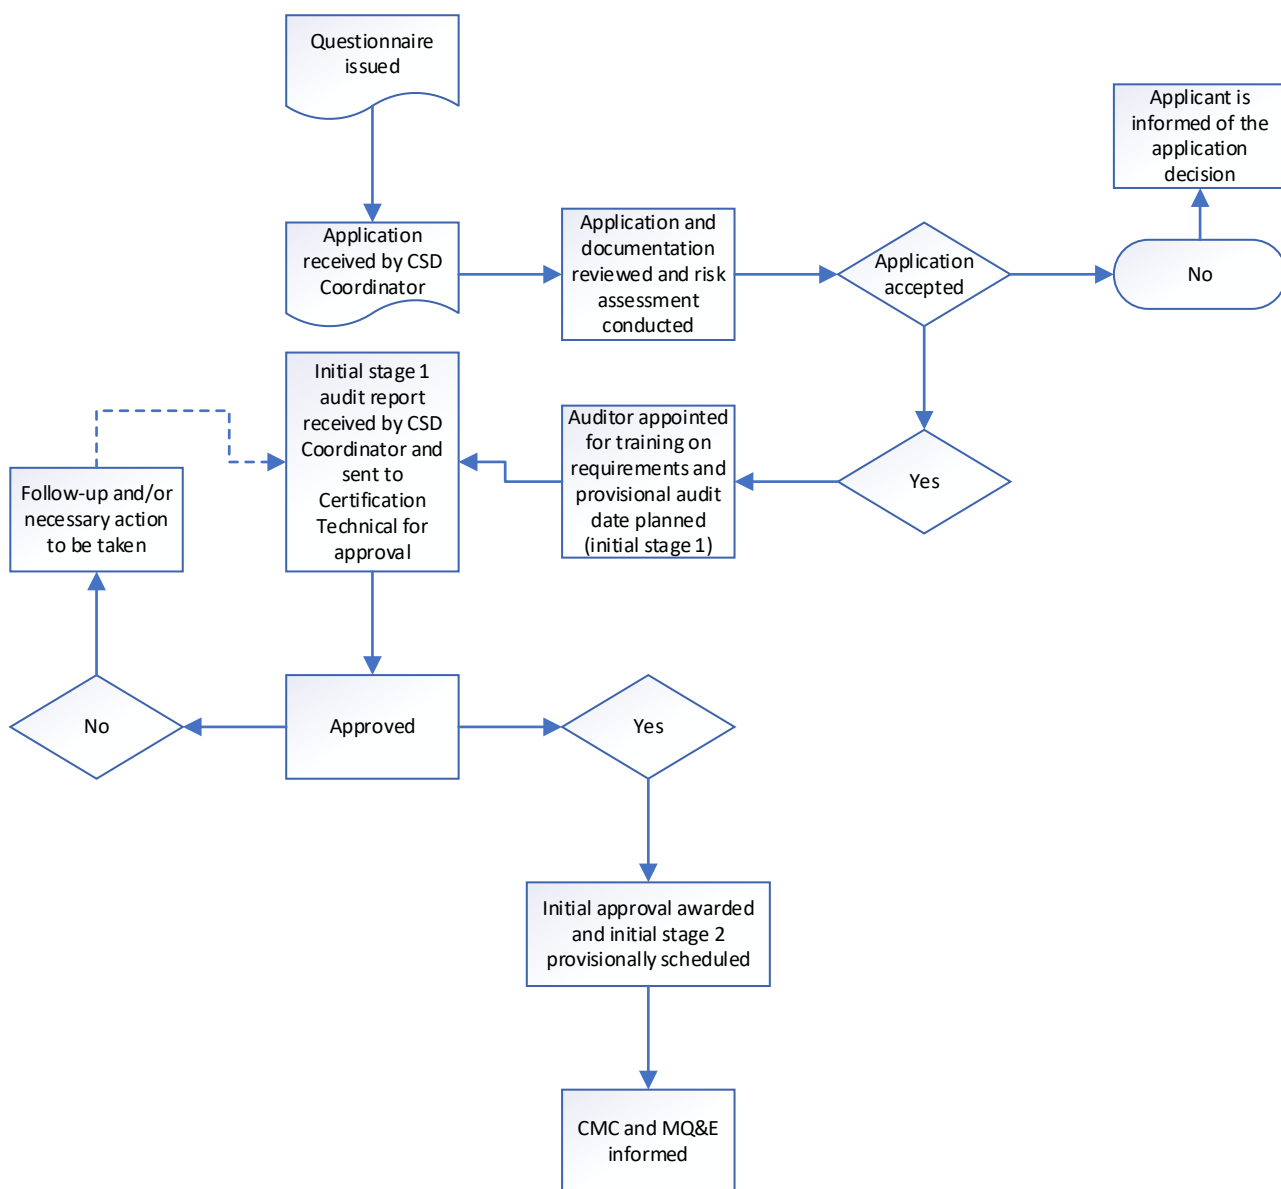 Questionnaire
issued
Applicant is
informed of the
application
decision
Application
received by CSD
Coordinator
Application and
documentation
reviewed and risk
assessment
conducted
Application
accepted
No
Initial stage 1
audit report
received by CSD
Coordinator and
sent to
Certification
Technical for
approval
Auditor appointed
for training on
requirements and
provisional audit
date planned
(initial stage 1)
Yes
Follow-up and/or
necessary action
to be taken
No
Approved
Yes
Initial approval awarded
and initial stage 2
provisionally scheduled
CMC and MQ&E
informed